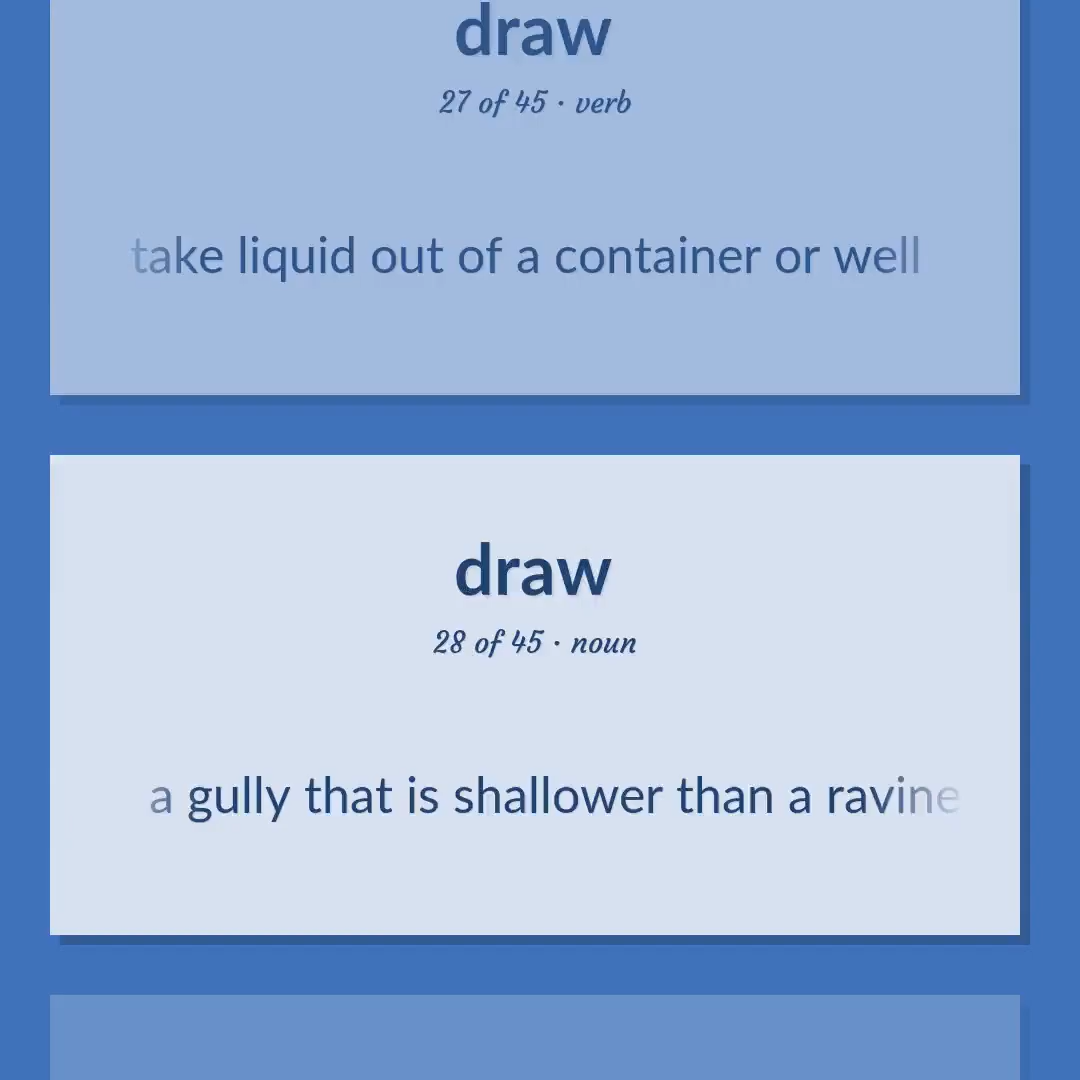 draw
27 of 45 · verb
take liquid out of a container or well
draw
28 of 45 · noun
a gully that is shallower than a ravine